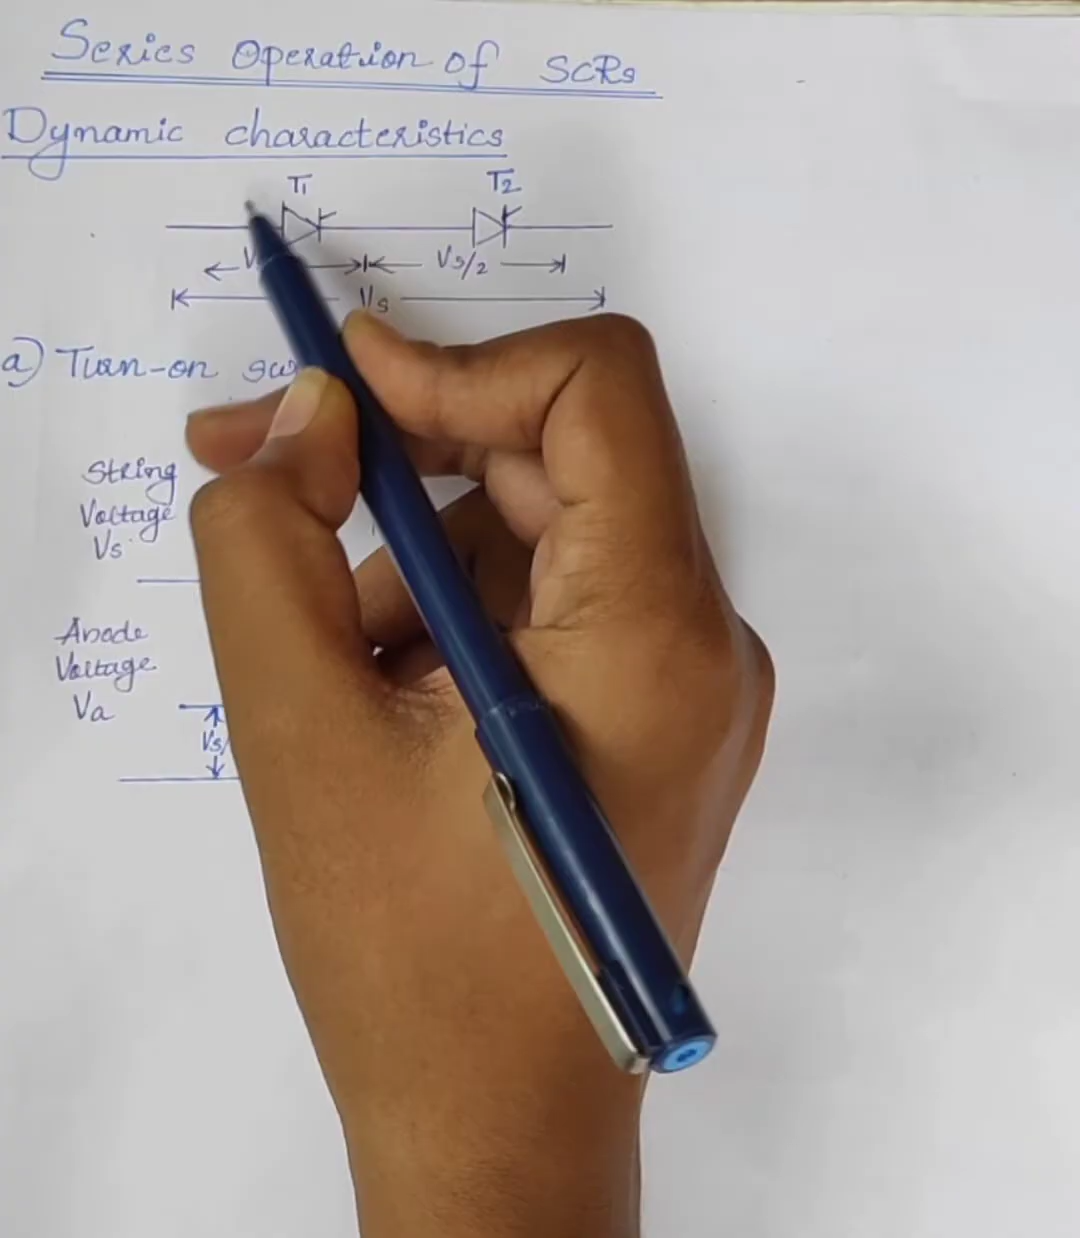 Series Operation of SCRs
Dynamic characteristics
T1 T2
Vs/2
Vs
a) Turn-on
String
Voltage
Vs
Anode
Voltage
Va
Vs/